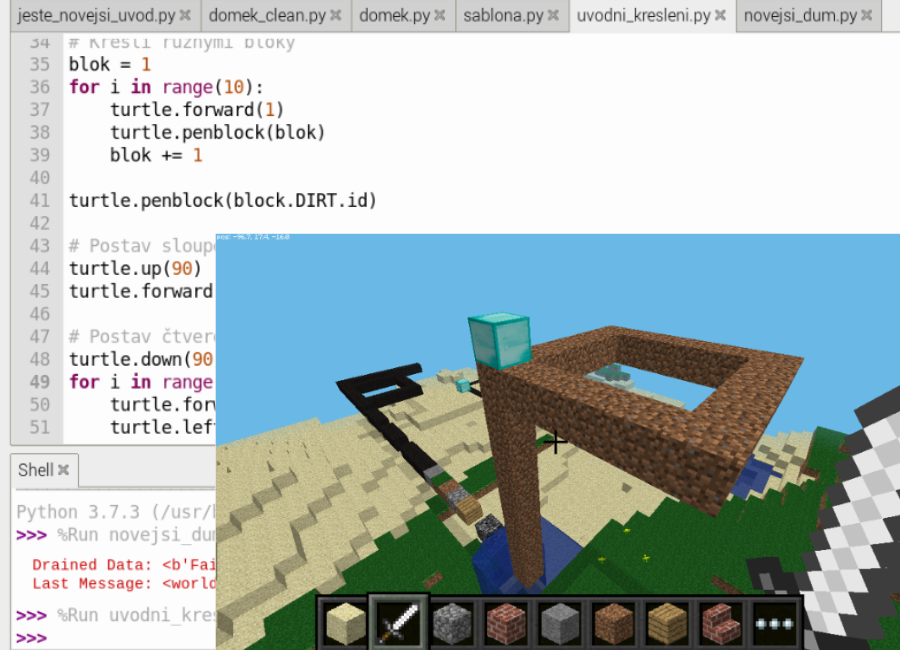 jeste_novejsi_uvod.py domek_clean.py domek.py sablona.py uvodni_kresleni.py novejsi_dum.py
34 # Kresli různými bloky
35 blok = 1
36 for i in range(10):
37 turtle.forward(1)
38 turtle.penblock(blok)
39 blok += 1
40
41 turtle.penblock(block.DIRT.id)
42
43 # Postav sloupe
44 turtle.up(90)
45 turtle.forward
46
47 # Postav čtverc
48 turtle.down(90
49 for i in range
50 turtle.forw
51 turtle.left
Shell
Python 3.7.3 (/usr/b
>>> %Run novejsi_dum
Drained Data: <b'Fai
Last Message: <world
>>> %Run uvodni_kres
>>>